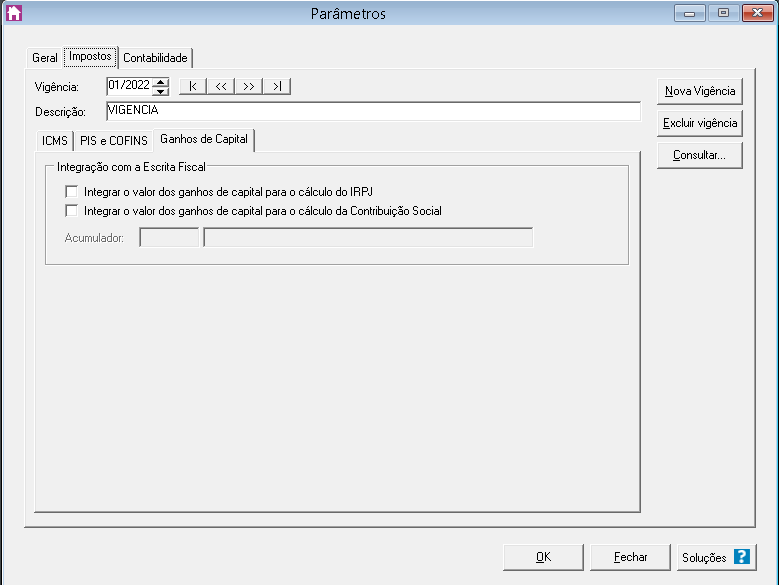 Parâmetros
Geral Impostos Contabilidade
Vigência: 01/2022 |< << >> >|
Descrição: VIGENCIA
Nova Vigência
Excluir vigência
Consultar...
ICMS PIS e COFINS Ganhos de Capital
Integração com a Escrita Fiscal
Integrar o valor dos ganhos de capital para o cálculo do IRPJ
Integrar o valor dos ganhos de capital para o cálculo da Contribuição Social
Acumulador:
OK Fechar Soluções ?